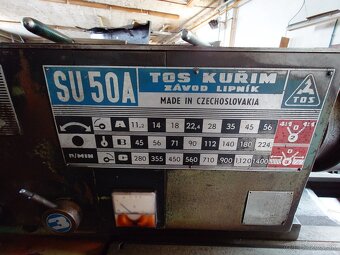 SU 50A
TOS KUŘIM
ZÁVOD LIPNÍK
MADE IN CZECHOSLOVAKIA
TOS
A 11,2 14 18 22,4 28 35 45 56
B 45 56 71 90 112 140 180 224
n/MIN 280 355 450 560 710 900 1120 1400